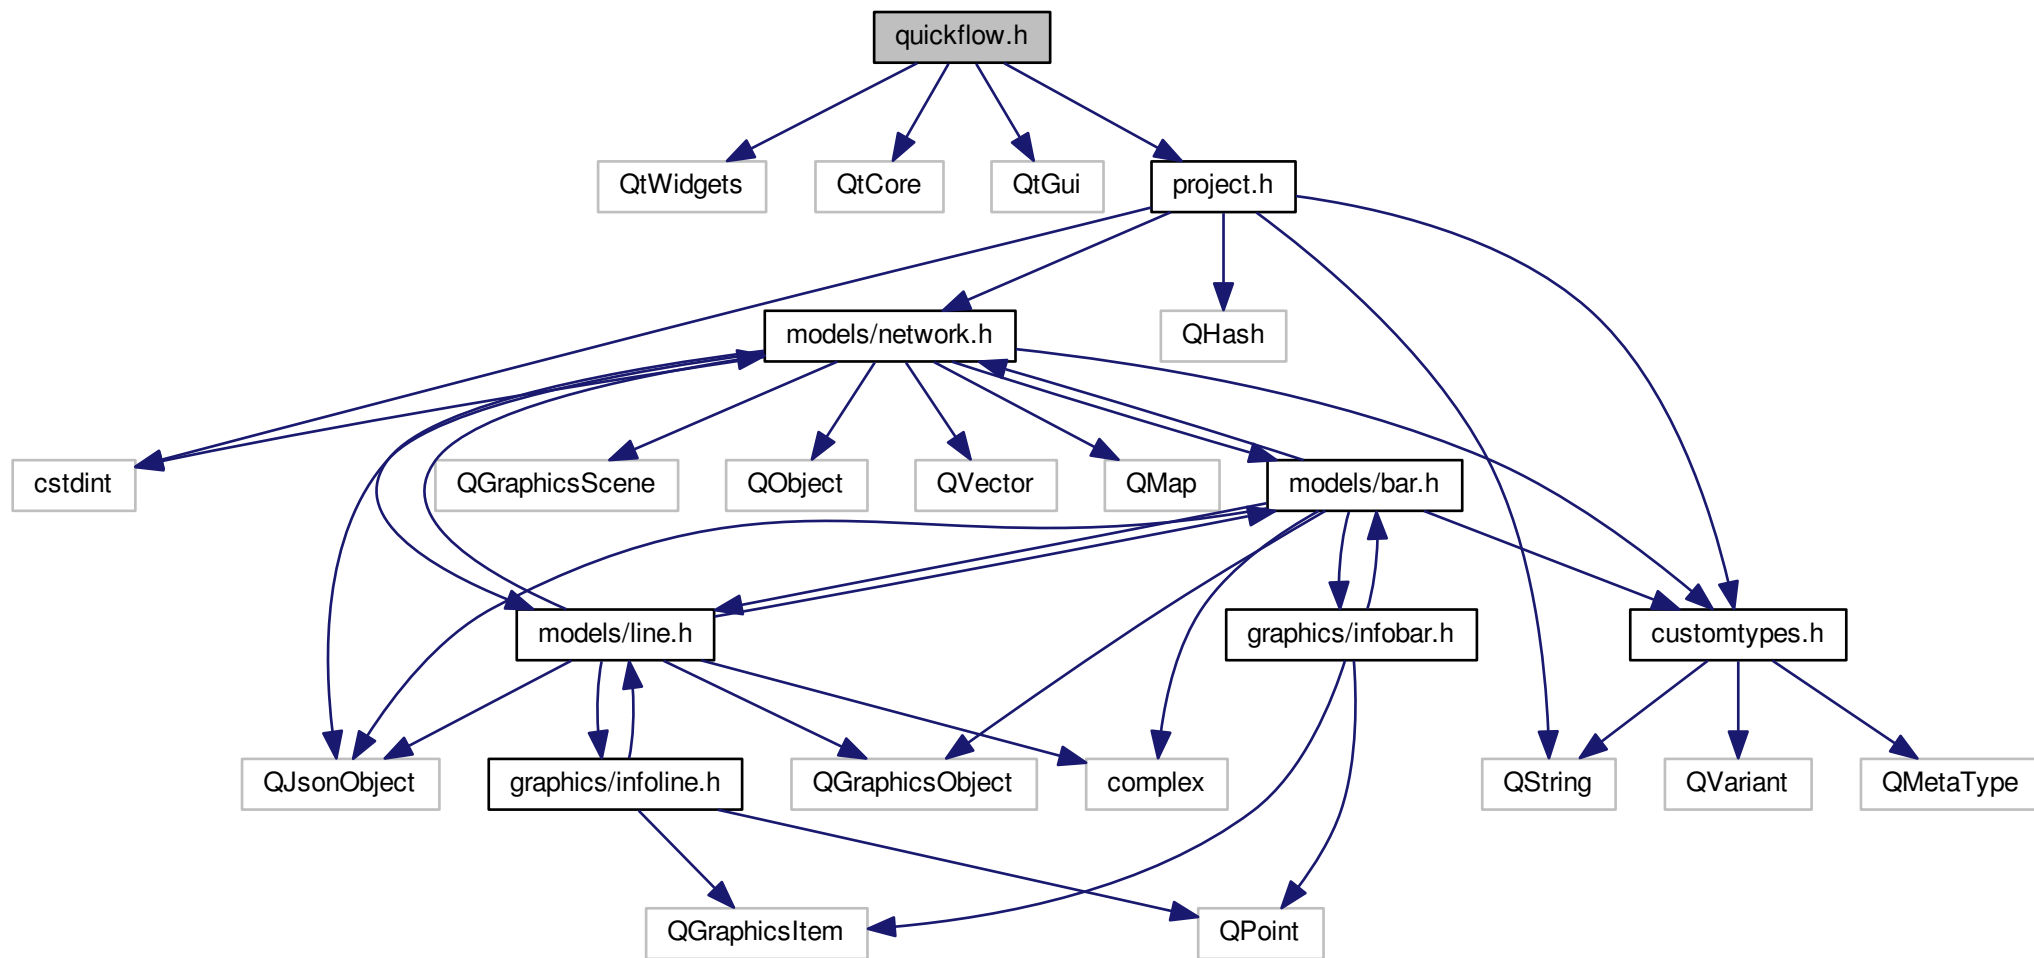 quickflow.h
QtWidgets
QtCore
QtGui
project.h
models/network.h
QHash
cstdint
QGraphicsScene
QObject
QVector
QMap
models/bar.h
models/line.h
graphics/infobar.h
customtypes.h
QJsonObject
graphics/infoline.h
QGraphicsObject
complex
QString
QVariant
QMetaType
QGraphicsItem
QPoint